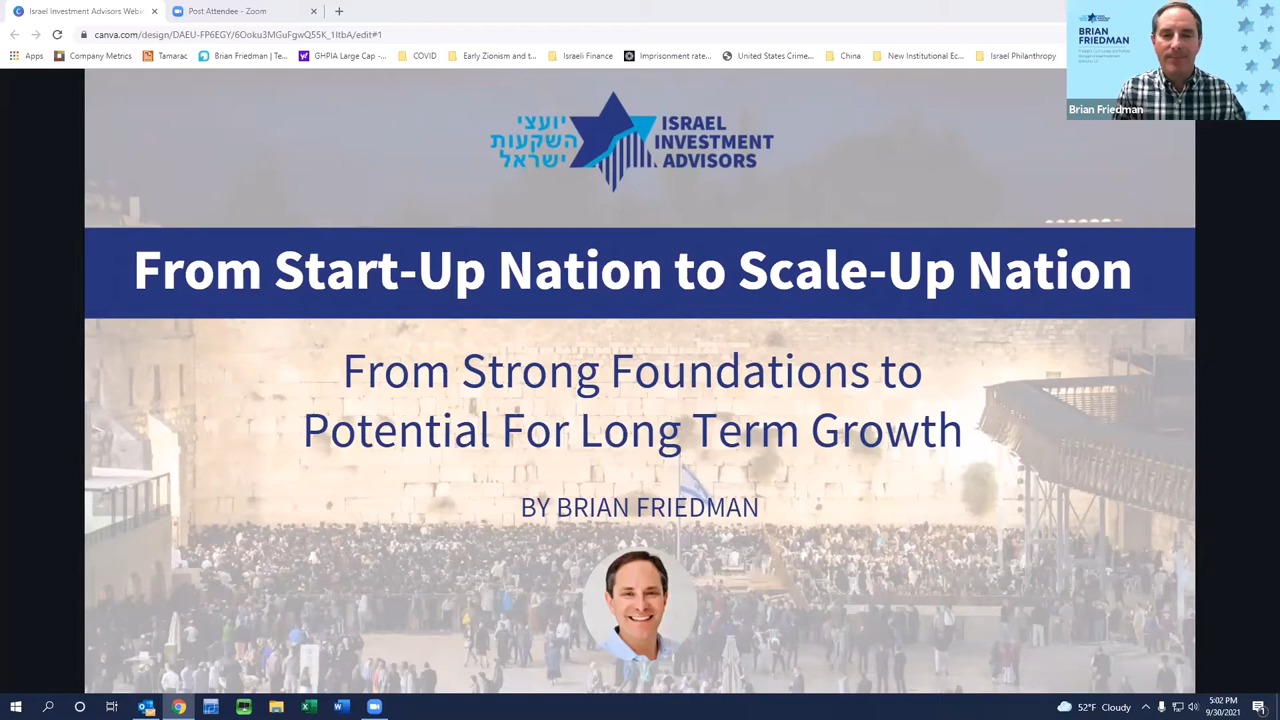 Israel Investment Advisors Webi
Post Attendee - Zoom
canva.com/design/DAEU-FP6EGY/6Ooku3MGuFgwQ55K_1ItbA/edit#1
Apps
Company Metrics
Tamarac
Brian Friedman | Te...
GHPIA Large Cap
COVID
Early Zionism and t...
Israeli Finance
Imprisonment rate...
United States Crime...
China
New Institutional Ec...
Israel Philanthropy
ISRAEL INVESTMENT ADVISORS
BRIAN
FRIEDMAN
Brian Friedman
יועצי
השקעות
ישראל
ISRAEL
INVESTMENT
ADVISORS
From Start-Up Nation to Scale-Up Nation
From Strong Foundations to
Potential For Long Term Growth
BY BRIAN FRIEDMAN
52°F Cloudy
5:02 PM
9/30/2021